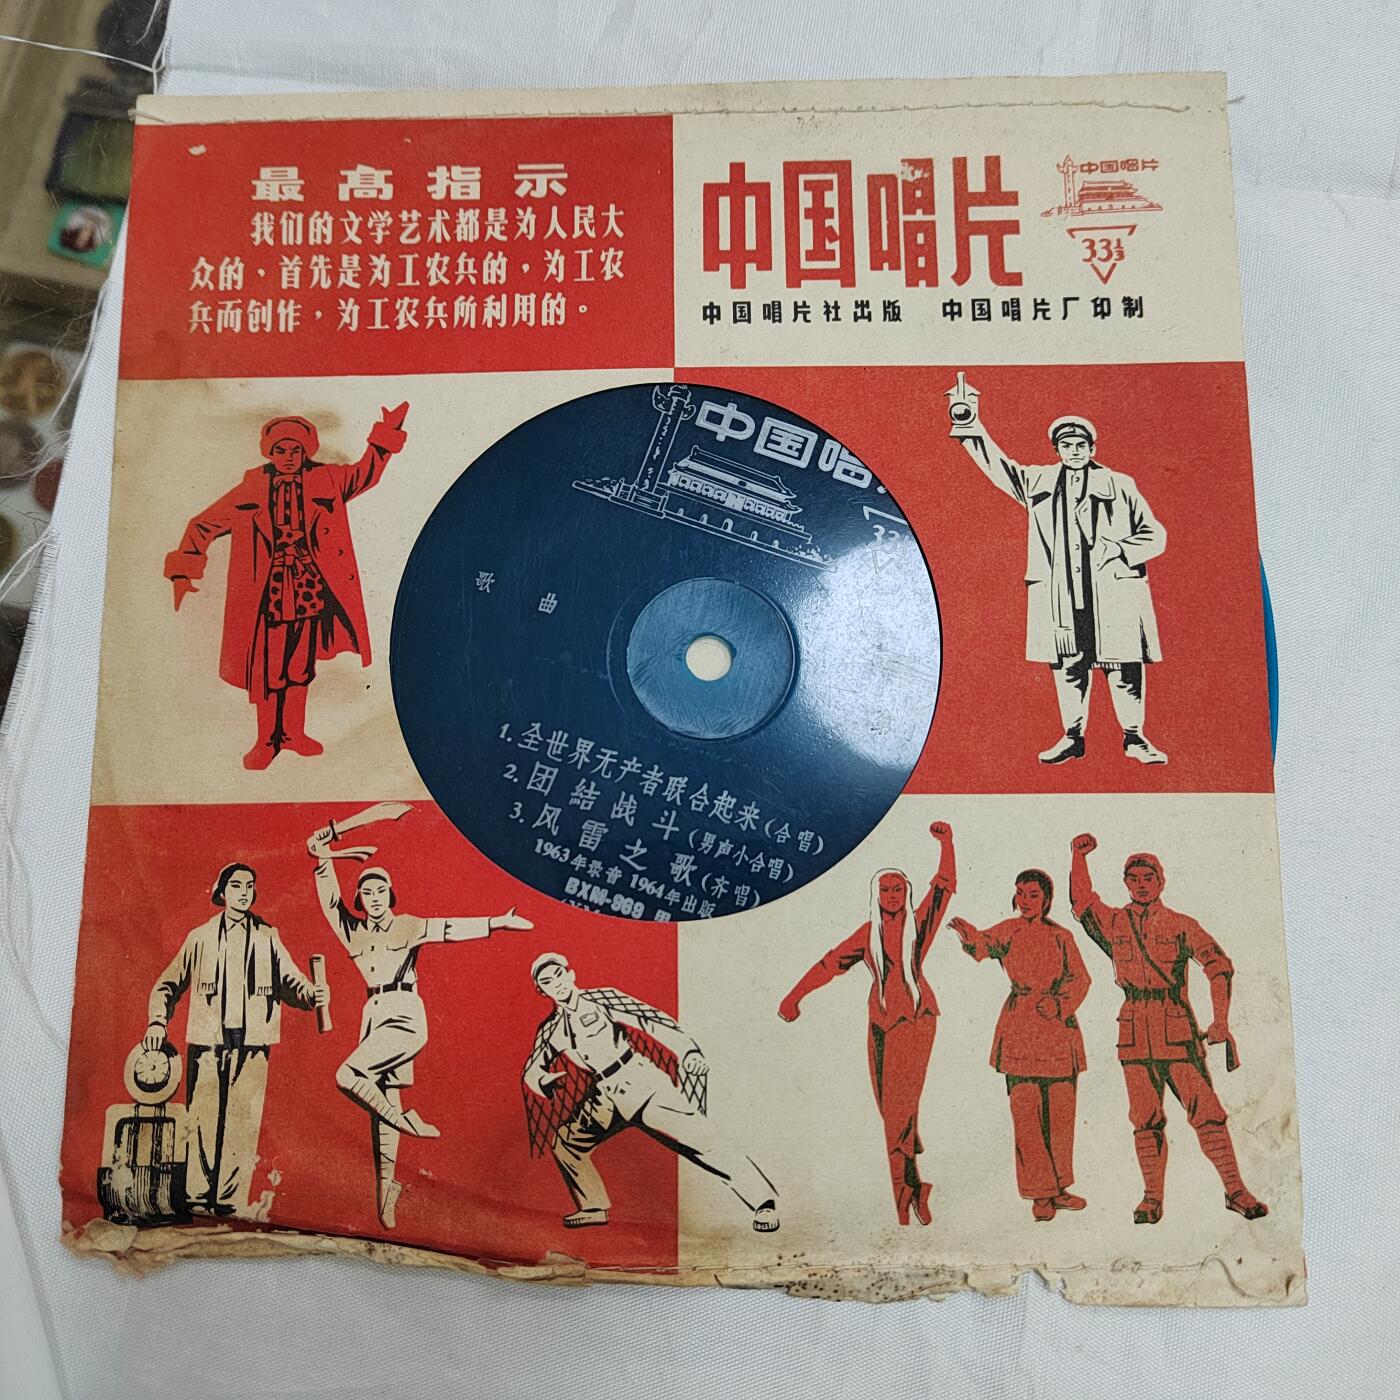 最高指示
我们的文学艺术都是为人民大
众的，首先是为工农兵的，为工农
兵而创作，为工农兵所利用的。
中国唱片
中国唱片
33⅓
中国唱片社出版 中国唱片厂印制
中国唱
33
歌曲
第
1. 全世界无产者联合起来(合唱)
2. 团結战斗(男声小合唱)
3. 风雷之歌(齐唱)
1963年录音 1964年出版
BXM-969